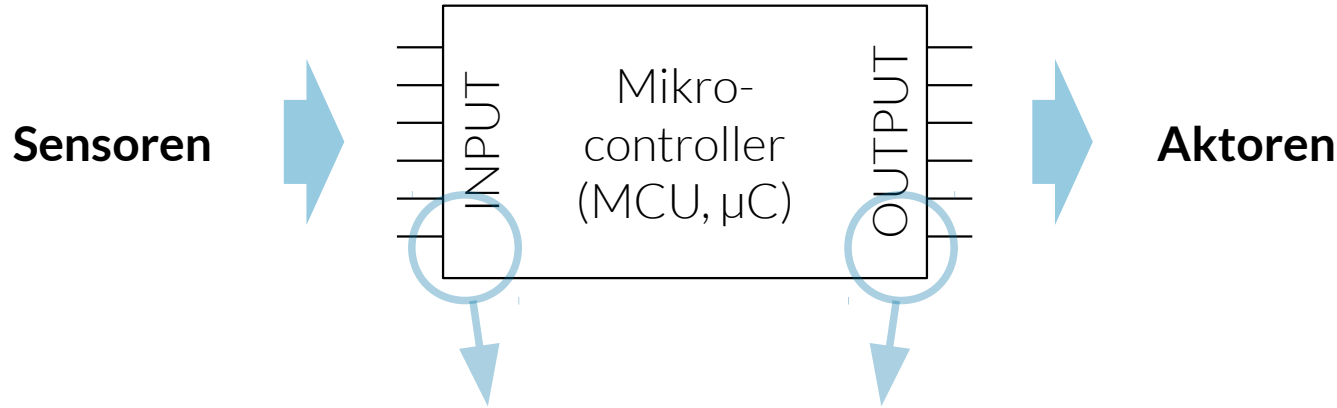 Sensoren
INPUT
Mikro-
controller
(MCU, µC)
OUTPUT
Aktoren